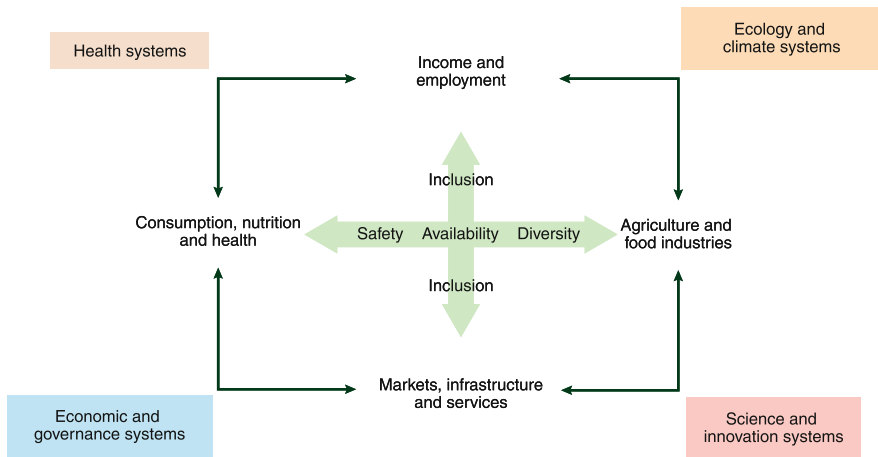 Health systems
Ecology and
climate systems
Income and
employment
Inclusion
Consumption, nutrition
and health
Safety Availability Diversity
Agriculture and
food industries
Inclusion
Markets, infrastructure
and services
Economic and
governance systems
Science and
innovation systems